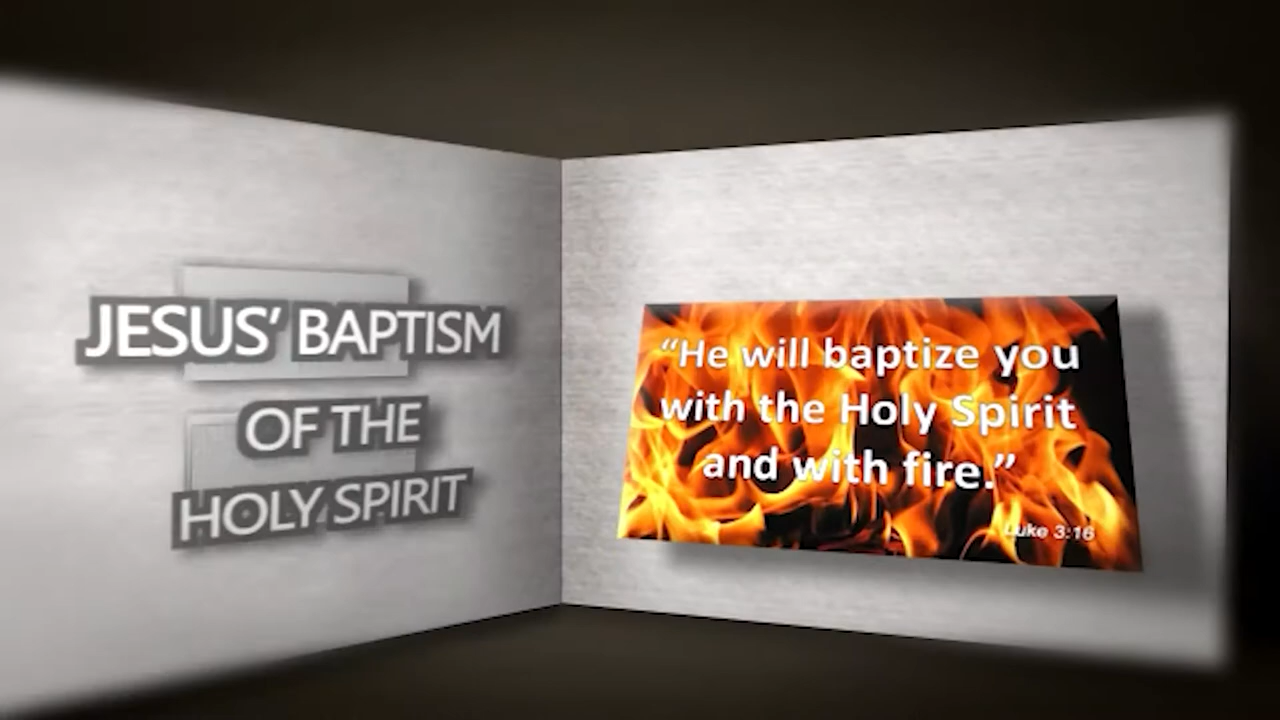 JESUS’ BAPTISM
OF THE
HOLY SPIRIT
“He will baptize you
with the Holy Spirit
and with fire.”
Luke 3:16